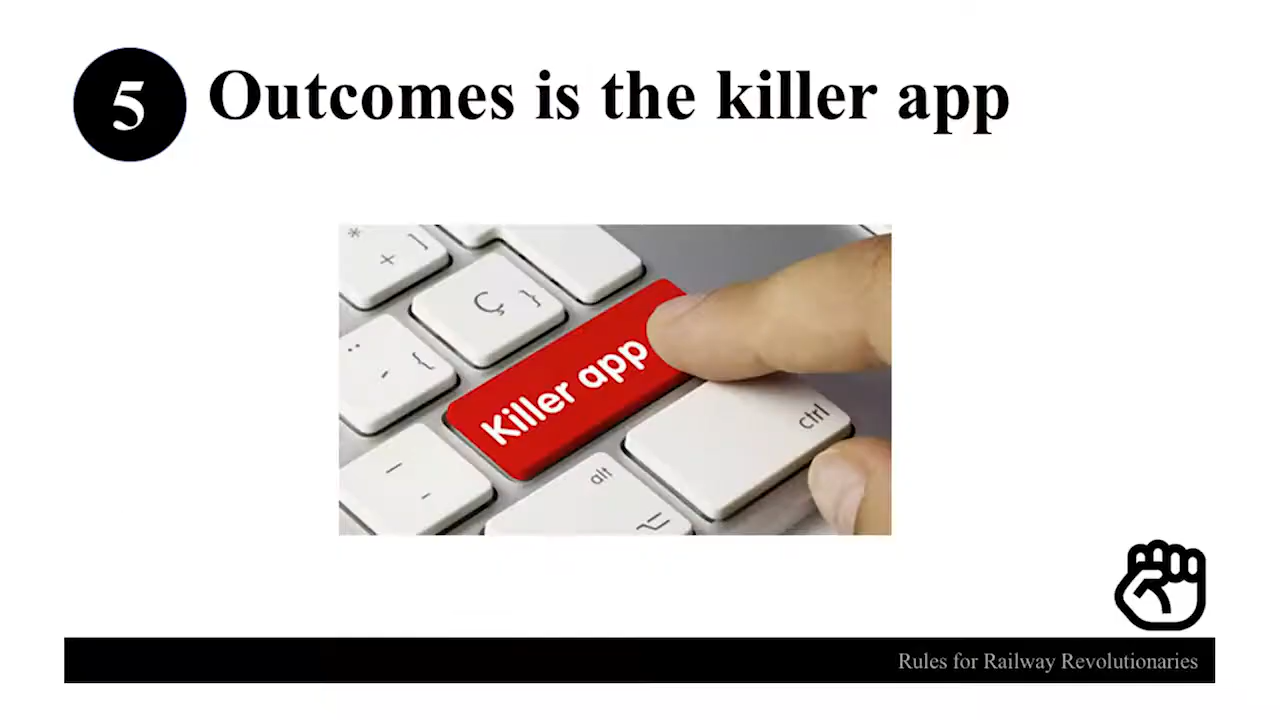 5 Outcomes is the killer app
* + ]
Ç }
¨ ´ {
Killer app
ctrl
alt
Rules for Railway Revolutionaries